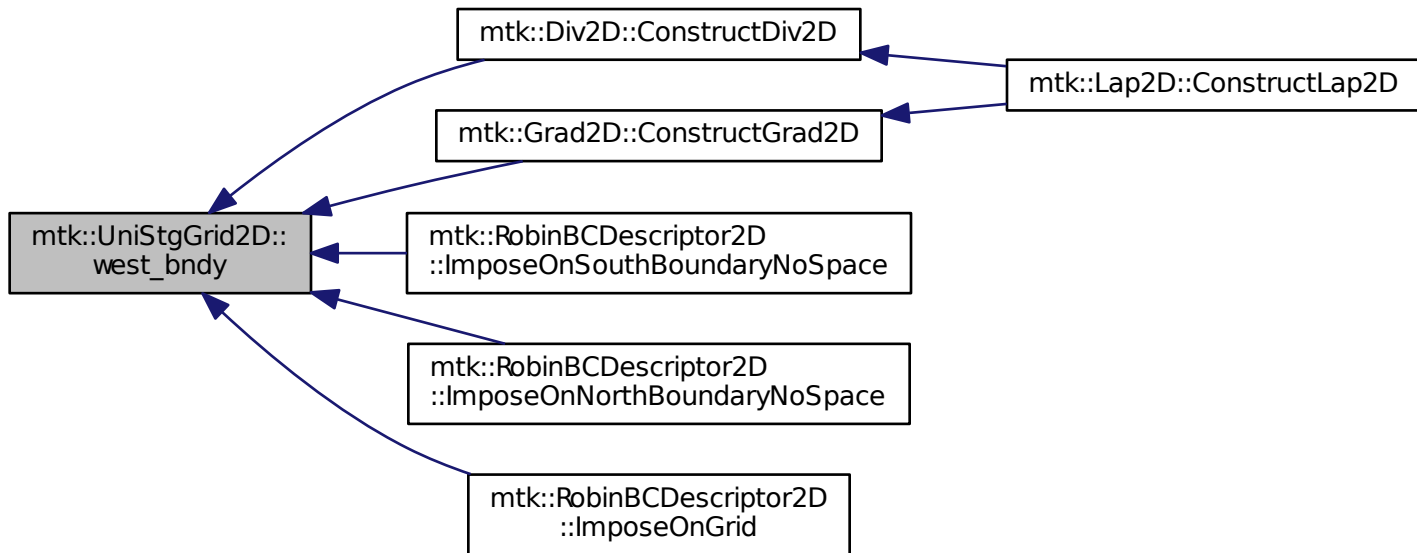 mtk::Div2D::ConstructDiv2D
mtk::Lap2D::ConstructLap2D
mtk::Grad2D::ConstructGrad2D
mtk::UniStgGrid2D::
west_bndy
mtk::RobinBCDescriptor2D
::ImposeOnSouthBoundaryNoSpace
mtk::RobinBCDescriptor2D
::ImposeOnNorthBoundaryNoSpace
mtk::RobinBCDescriptor2D
::ImposeOnGrid